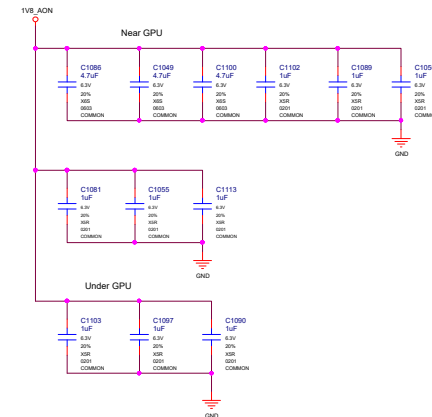 1V8_AON
Near GPU
C1086 C1049 C1100 C1102 C1089
4.7uF 4.7uF 4.7uF 1uF 1uF 1uF
6.3V 6.3V 6.3V 6.3V 6.3V 6.3V
20% 20% 20% 20% 20% 20%
X6S X6S X6S X5R X5R X5R
0603 0603 0603 0201 0201 0201
COMMON COMMON COMMON COMMON COMMON
GND
C1081 C1055 C1113
1uF 1uF 1uF
6.3V 6.3V 6.3V
20% 20% 20%
X5R X5R X5R
0201 0201 0201
COMMON COMMON COMMON
GND
Under GPU
C1103 C1097 C1090
1uF 1uF 1uF
6.3V 6.3V 6.3V
20% 20% 20%
X5R X5R X5R
0201 0201 0201
COMMON COMMON COMMON
GND